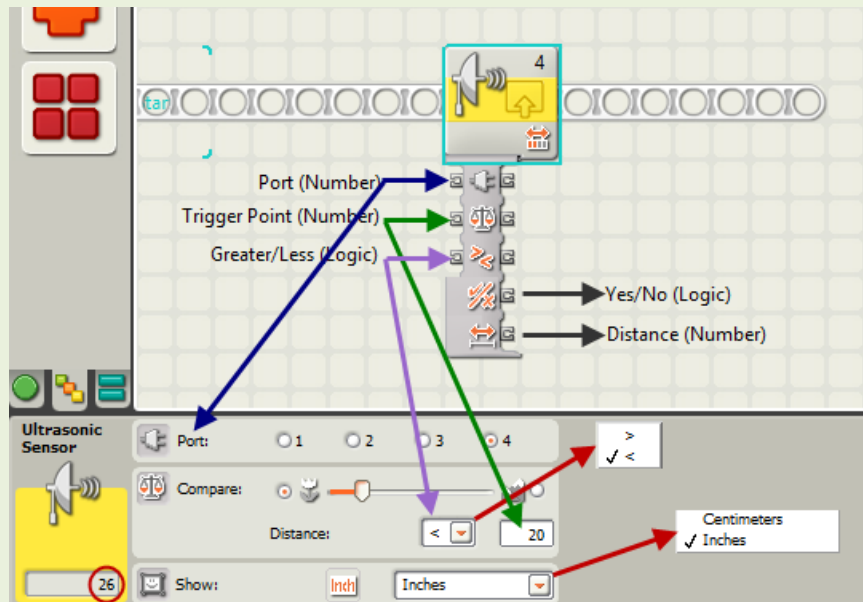 4
tar
Port (Number)
Trigger Point (Number)
Greater/Less (Logic)
Yes/No (Logic)
Distance (Number)
Ultrasonic
Sensor
Port: 1 2 3 4
>
✓ <
Compare:
Distance: < 20
Centimeters
✓ Inches
26
Show: Inch Inches